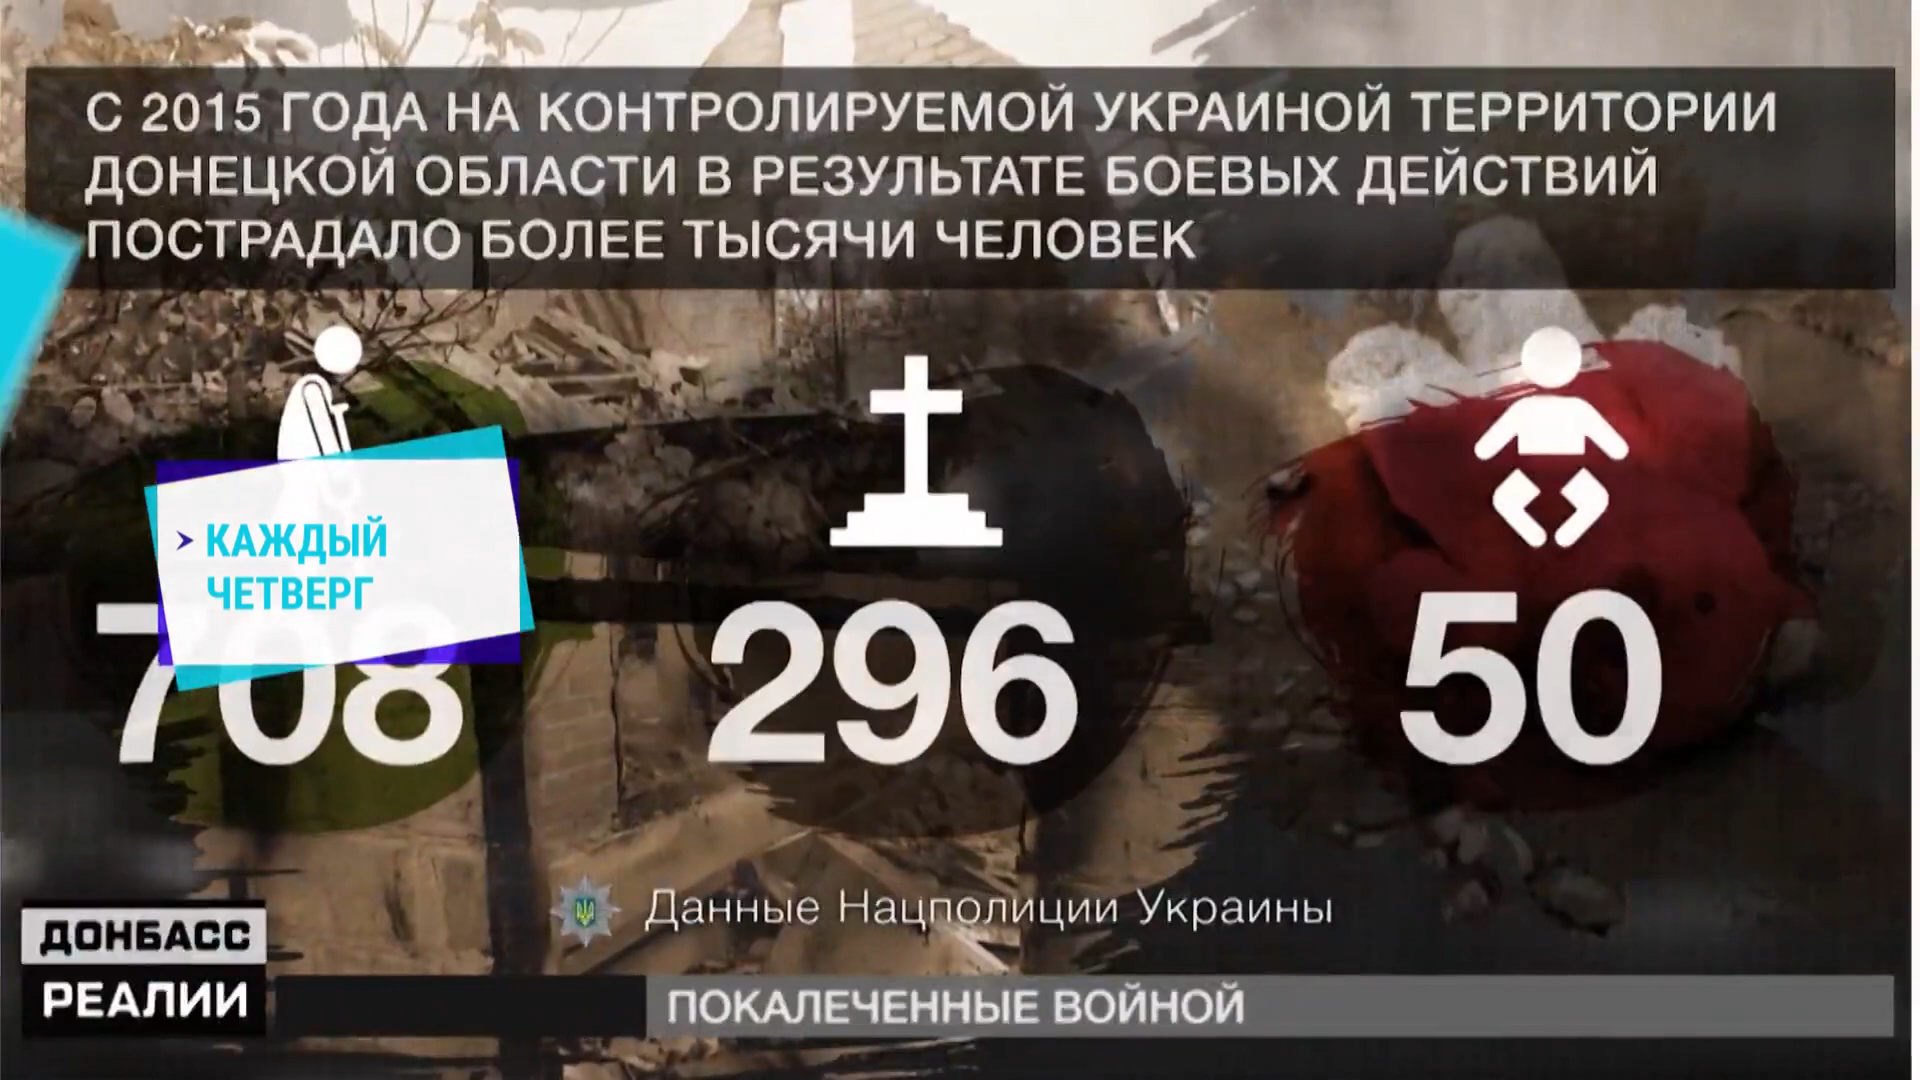 С 2015 ГОДА НА КОНТРОЛИРУЕМОЙ УКРАИНОЙ ТЕРРИТОРИИ
ДОНЕЦКОЙ ОБЛАСТИ В РЕЗУЛЬТАТЕ БОЕВЫХ ДЕЙСТВИЙ
ПОСТРАДАЛО БОЛЕЕ ТЫСЯЧИ ЧЕЛОВЕК
КАЖДЫЙ
ЧЕТВЕРГ
708
296
50
Данные Нацполиции Украины
ДОНБАСС
РЕАЛИИ
ПОКАЛЕЧЕННЫЕ ВОЙНОЙ